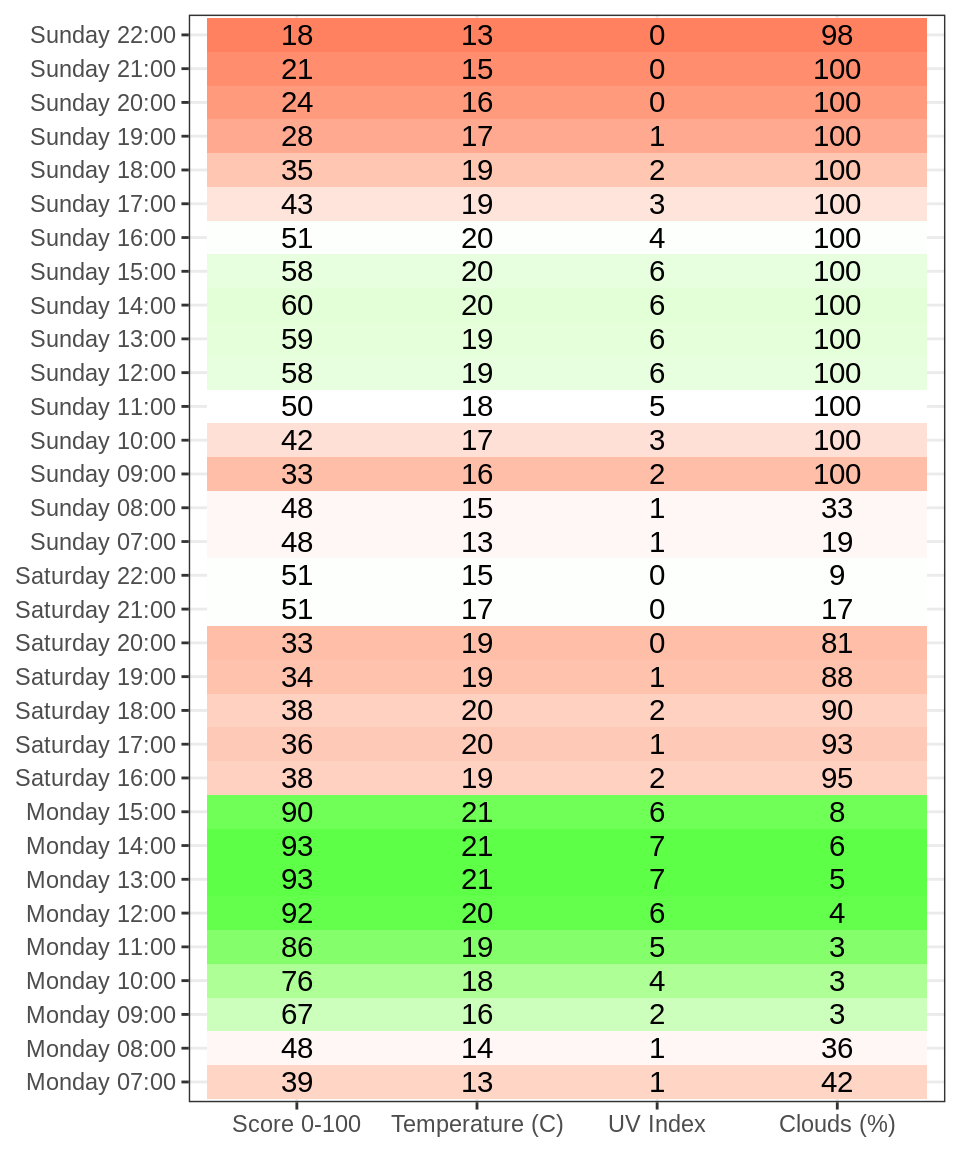 Sunday 22:00 18 13 0 98
Sunday 21:00 21 15 0 100
Sunday 20:00 24 16 0 100
Sunday 19:00 28 17 1 100
Sunday 18:00 35 19 2 100
Sunday 17:00 43 19 3 100
Sunday 16:00 51 20 4 100
Sunday 15:00 58 20 6 100
Sunday 14:00 60 20 6 100
Sunday 13:00 59 19 6 100
Sunday 12:00 58 19 6 100
Sunday 11:00 50 18 5 100
Sunday 10:00 42 17 3 100
Sunday 09:00 33 16 2 100
Sunday 08:00 48 15 1 33
Sunday 07:00 48 13 1 19
Saturday 22:00 51 15 0 9
Saturday 21:00 51 17 0 17
Saturday 20:00 33 19 0 81
Saturday 19:00 34 19 1 88
Saturday 18:00 38 20 2 90
Saturday 17:00 36 20 1 93
Saturday 16:00 38 19 2 95
Monday 15:00 90 21 6 8
Monday 14:00 93 21 7 6
Monday 13:00 93 21 7 5
Monday 12:00 92 20 6 4
Monday 11:00 86 19 5 3
Monday 10:00 76 18 4 3
Monday 09:00 67 16 2 3
Monday 08:00 48 14 1 36
Monday 07:00 39 13 1 42
Score 0-100 Temperature (C) UV Index Clouds (%)